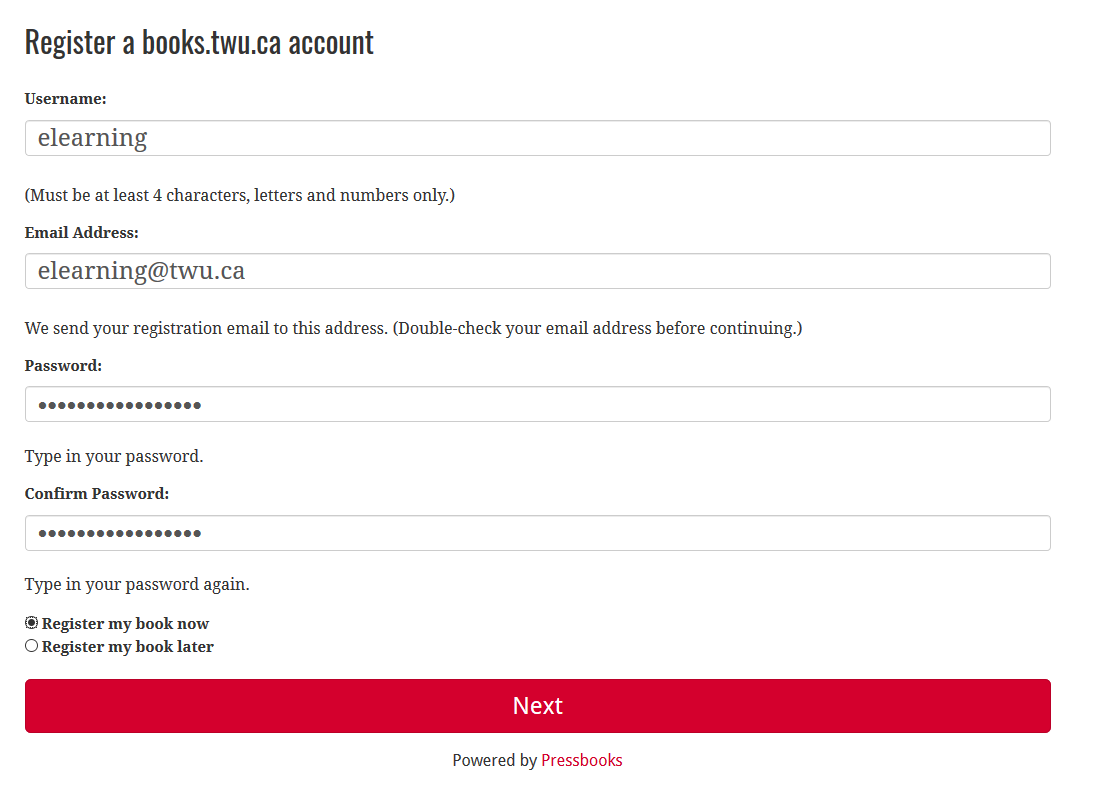 Register a books.twu.ca account
Username:
elearning
(Must be at least 4 characters, letters and numbers only.)
Email Address:
elearning@twu.ca
We send your registration email to this address. (Double-check your email address before continuing.)
Password:
•••••••••••••••••
Type in your password.
Confirm Password:
•••••••••••••••••
Type in your password again.
Register my book now
Register my book later
Next
Powered by Pressbooks